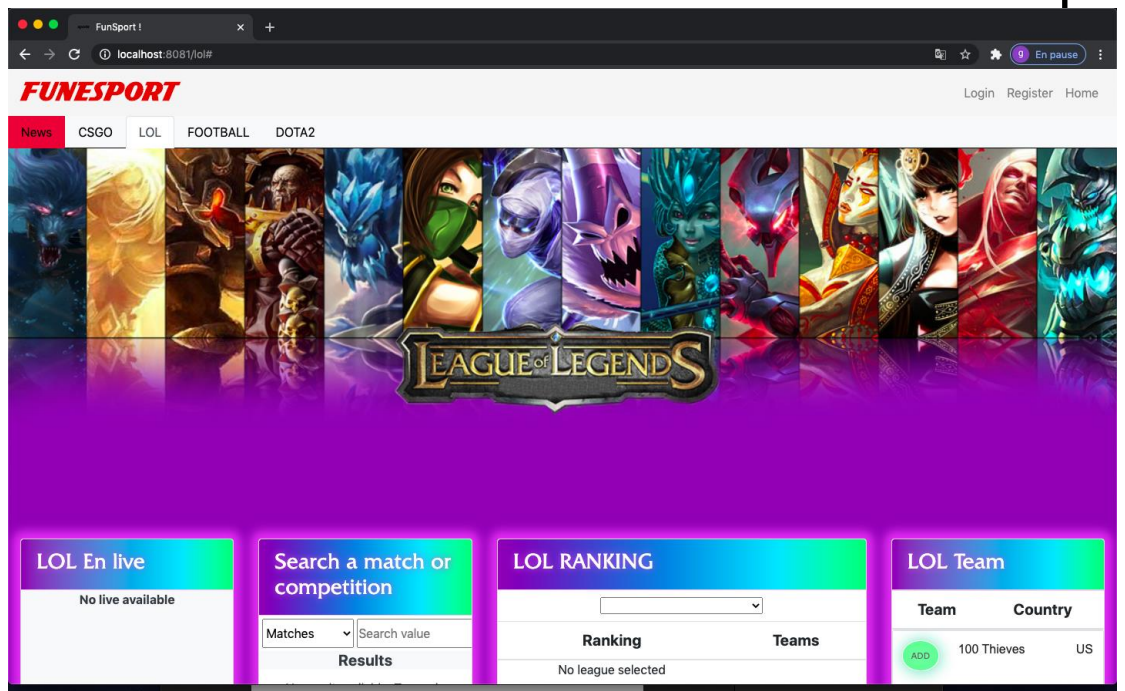 FunSport !
localhost:8081/lol#
g En pause
FUNESPORT
Login Register Home
News CSGO LOL FOOTBALL DOTA2
LEAGUE of LEGENDS
LOL En live
No live available
Search a match or
competition
Matches Search value
Results
LOL RANKING
Ranking Teams
No league selected
LOL Team
Team Country
ADD 100 Thieves US